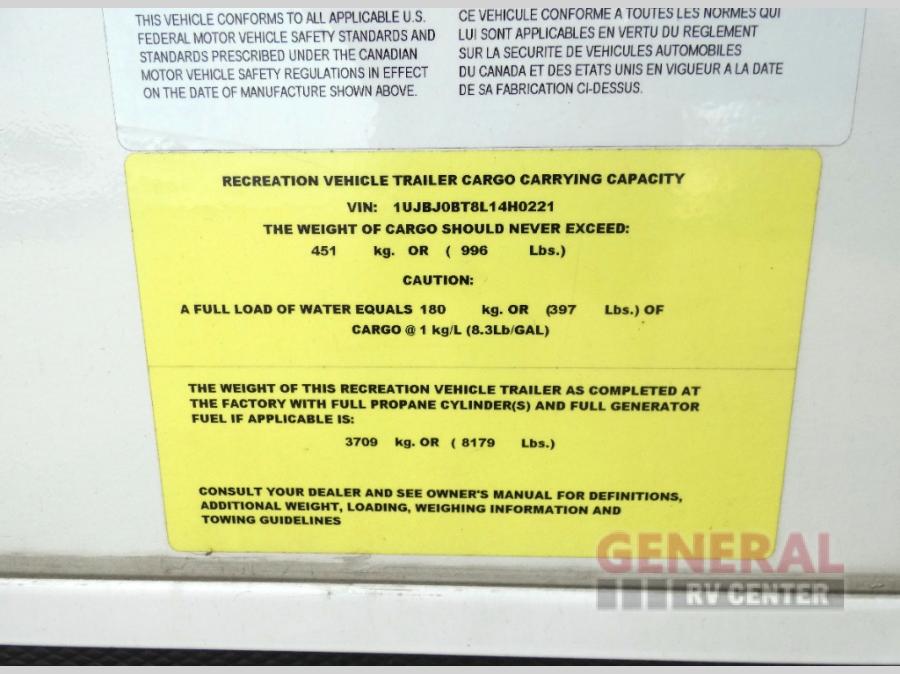 THIS VEHICLE CONFORMS TO ALL APPLICABLE U.S.
FEDERAL MOTOR VEHICLE SAFETY STANDARDS AND
STANDARDS PRESCRIBED UNDER THE CANADIAN
MOTOR VEHICLE SAFETY REGULATIONS IN EFFECT
ON THE DATE OF MANUFACTURE SHOWN ABOVE.
CE VEHICULE CONFORME A TOUTES LES NORMES QUI
LUI SONT APPLICABLES EN VERTU DU REGLEMENT
SUR LA SECURITE DE VEHICULES AUTOMOBILES
DU CANADA ET DES ETATS UNIS EN VIGUEUR A LA DATE
DE SA FABRICATION CI-DESSUS.
RECREATION VEHICLE TRAILER CARGO CARRYING CAPACITY
VIN: 1UJBJ0BT8L14H0221
THE WEIGHT OF CARGO SHOULD NEVER EXCEED:
451 kg. OR ( 996 Lbs.)
CAUTION:
A FULL LOAD OF WATER EQUALS 180 kg. OR (397 Lbs.) OF
CARGO @ 1 kg/L (8.3Lb/GAL)
THE WEIGHT OF THIS RECREATION VEHICLE TRAILER AS COMPLETED AT
THE FACTORY WITH FULL PROPANE CYLINDER(S) AND FULL GENERATOR
FUEL IF APPLICABLE IS:
3709 kg. OR ( 8179 Lbs.)
CONSULT YOUR DEALER AND SEE OWNER'S MANUAL FOR DEFINITIONS,
ADDITIONAL WEIGHT, LOADING, WEIGHING INFORMATION AND
TOWING GUIDELINES
GENERAL
RV CENTER